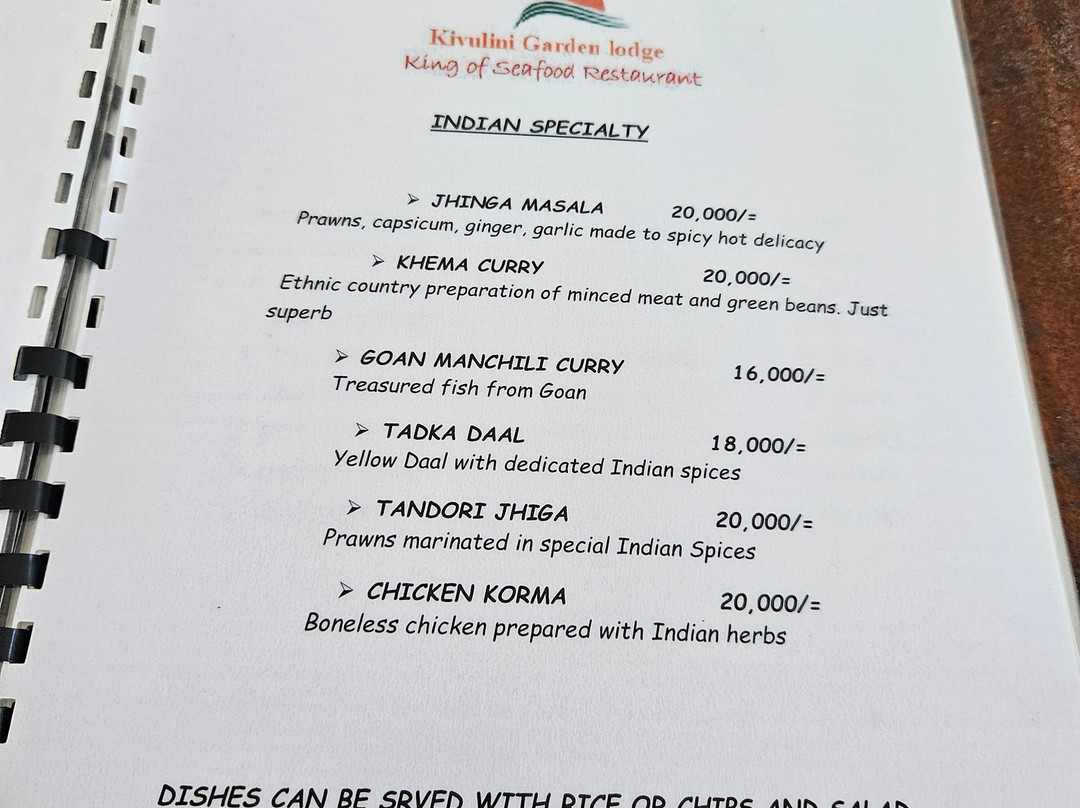 Kivulini Garden lodge
King of Seafood Restaurant
INDIAN SPECIALTY
➢ JHINGA MASALA 20,000/=
Prawns, capsicum, ginger, garlic made to spicy hot delicacy
➢ KHEMA CURRY 20,000/=
Ethnic country preparation of minced meat and green beans. Just
superb
➢ GOAN MANCHILI CURRY 16,000/=
Treasured fish from Goan
➢ TADKA DAAL 18,000/=
Yellow Daal with dedicated Indian spices
➢ TANDORI JHIGA 20,000/=
Prawns marinated in special Indian Spices
➢ CHICKEN KORMA 20,000/=
Boneless chicken prepared with Indian herbs
DISHES CAN BE SRVED WITH RICE OR CHIPS AND SALAD